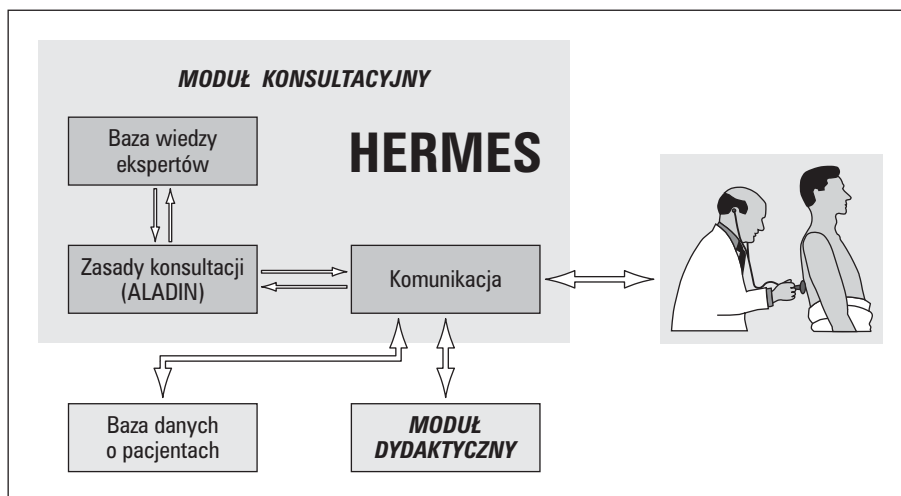 MODUŁ KONSULTACYJNY
HERMES
Baza wiedzy
ekspertów
Zasady konsultacji
(ALADIN)
Komunikacja
Baza danych
o pacjentach
MODUŁ
DYDAKTYCZNY